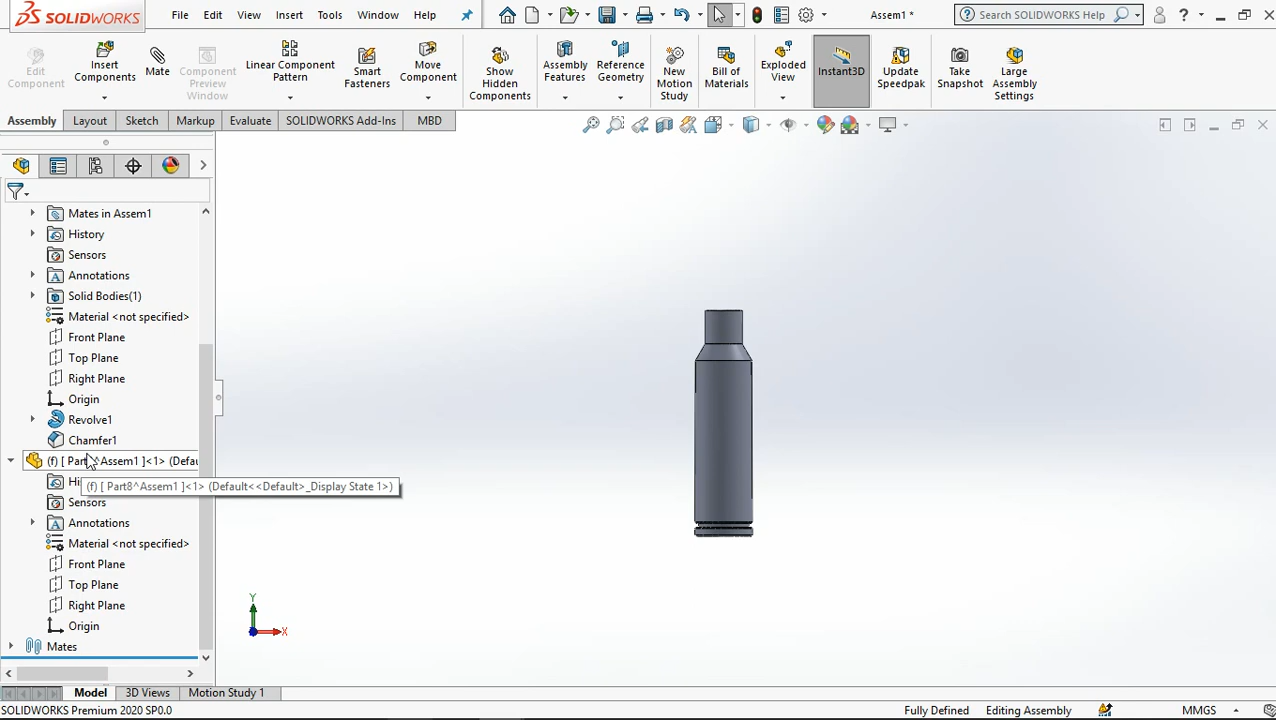 SOLIDWORKS
File Edit View Insert Tools Window Help
Assem1 *
Search SOLIDWORKS Help
?
Edit Component
Insert Components
Mate
Component Preview Window
Linear Component Pattern
Smart Fasteners
Move Component
Show Hidden Components
Assembly Features
Reference Geometry
New Motion Study
Bill of Materials
Exploded View
Instant3D
Update Speedpak
Take Snapshot
Large Assembly Settings
Assembly Layout Sketch Markup Evaluate SOLIDWORKS Add-Ins MBD
Mates in Assem1
History
Sensors
Annotations
Solid Bodies(1)
Material <not specified>
Front Plane
Top Plane
Right Plane
Origin
Revolve1
Chamfer1
(f) [ Part^Assem1 ]<1> (Defau
Hi
(f) [ Part8^Assem1 ]<1> (Default<<Default>_Display State 1>)
Sensors
Annotations
Material <not specified>
Front Plane
Top Plane
Right Plane
Origin
Mates
Y
X
Model 3D Views Motion Study 1
SOLIDWORKS Premium 2020 SP0.0
Fully Defined Editing Assembly MMGS